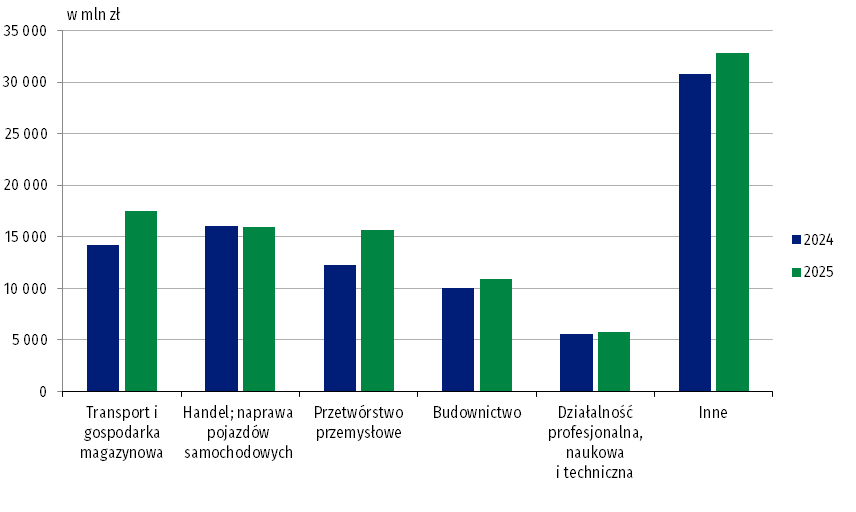 w mln zł
35 000
30 000
25 000
20 000
15 000
10 000
5 000
0
2024
2025
Transport i
gospodarka
magazynowa
Handel; naprawa
pojazdów
samochodowych
Przetwórstwo
przemysłowe
Budownictwo
Działalność
profesjonalna,
naukowa
i techniczna
Inne